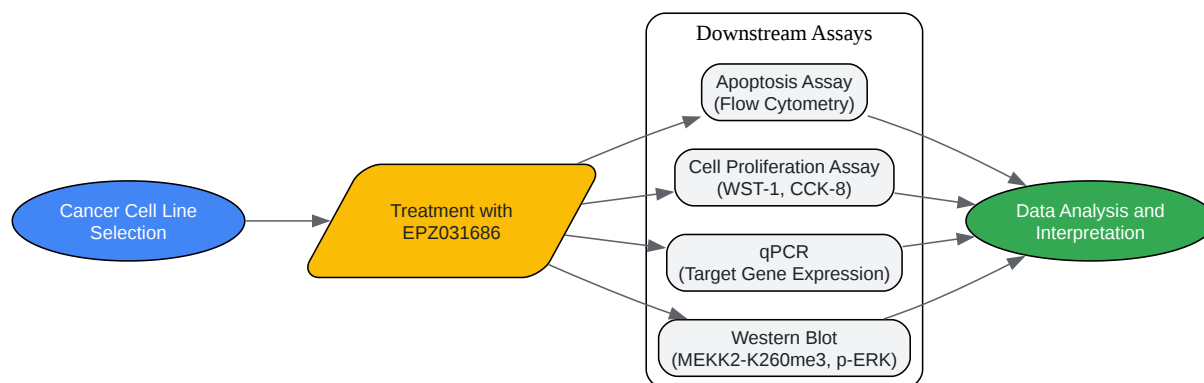 Cancer Cell Line
Selection
Treatment with
EPZ031686
Downstream Assays
Apoptosis Assay
(Flow Cytometry)
Cell Proliferation Assay
(WST-1, CCK-8)
qPCR
(Target Gene Expression)
Western Blot
(MEKK2-K260me3, p-ERK)
Data Analysis and
Interpretation